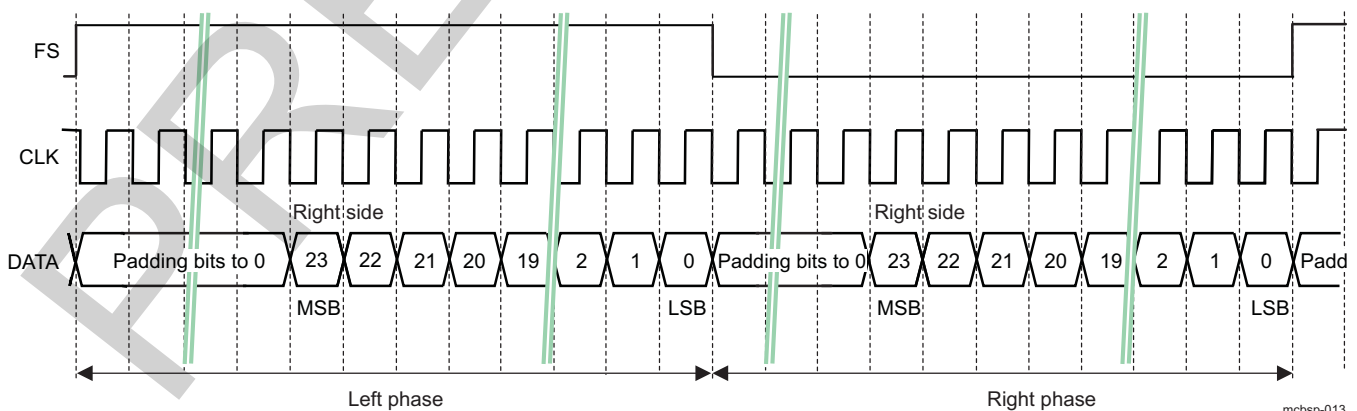 PRE
FS
CLK
Right side Right side
DATA Padding bits to 0 23 22 21 20 19 2 1 0 Padding bits to 0 23 22 21 20 19 2 1 0 Padd
MSB LSB MSB LSB
Left phase Right phase
mcbsp-013